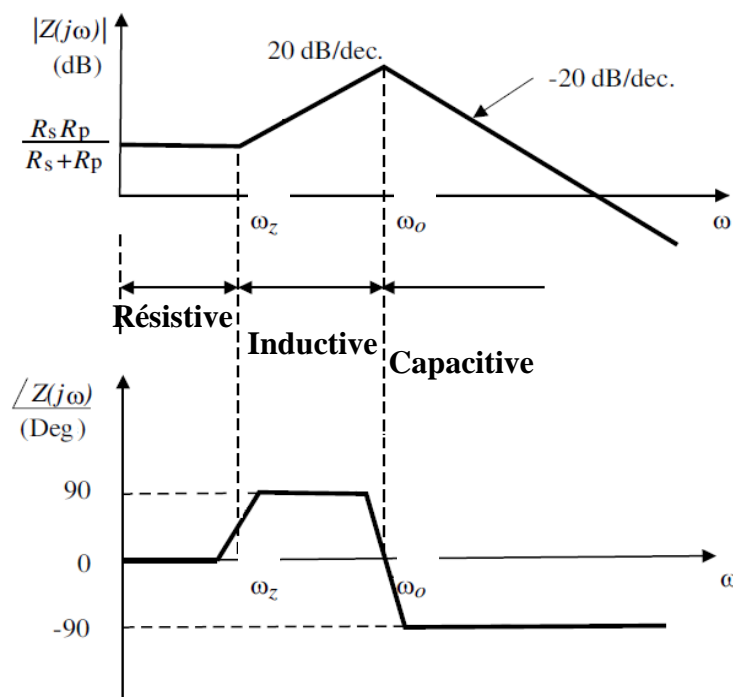 |Z(jω)|
(dB)
20 dB/dec.
-20 dB/dec.
RsRp
Rs+Rp
ωz
ωo
ω
Résistive
Inductive
Capacitive
/Z(jω)
(Deg)
90
0
ωz
ωo
ω
-90